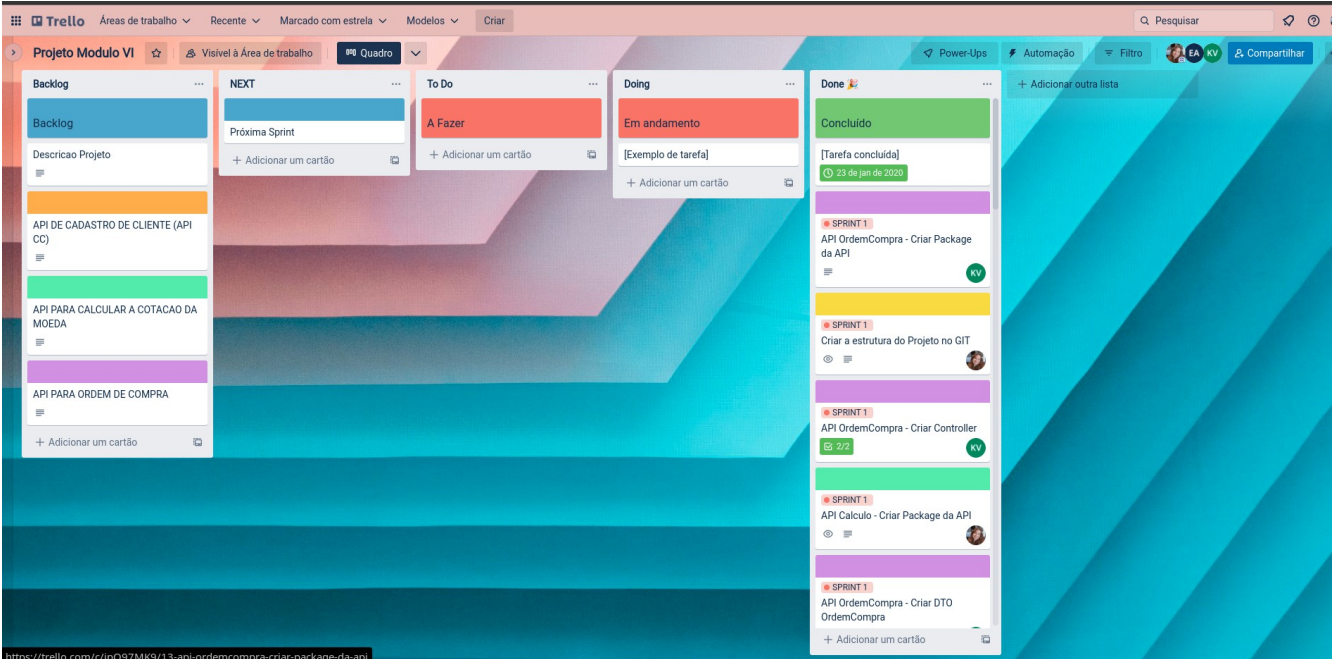 Trello Áreas de trabalho Recente Marcado com estrela Modelos Criar Pesquisar
Projeto Modulo VI Visível à Área de trabalho Quadro Power-Ups Automação Filtro EA KV Compartilhar
Backlog
Backlog
Descricao Projeto
API DE CADASTRO DE CLIENTE (API
CC)
API PARA CALCULAR A COTACAO DA
MOEDA
API PARA ORDEM DE COMPRA
+ Adicionar um cartão
NEXT
Próxima Sprint
+ Adicionar um cartão
To Do
A Fazer
+ Adicionar um cartão
Doing
Em andamento
[Exemplo de tarefa]
+ Adicionar um cartão
Done 🎉
Concluído
[Tarefa concluída]
23 de jan de 2020
SPRINT 1
API OrdemCompra - Criar Package
da API
KV
SPRINT 1
Criar a estrutura do Projeto no GIT
SPRINT 1
API OrdemCompra - Criar Controller
2/2 KV
SPRINT 1
API Calculo - Criar Package da API
SPRINT 1
API OrdemCompra - Criar DTO
OrdemCompra
+ Adicionar um cartão
+ Adicionar outra lista